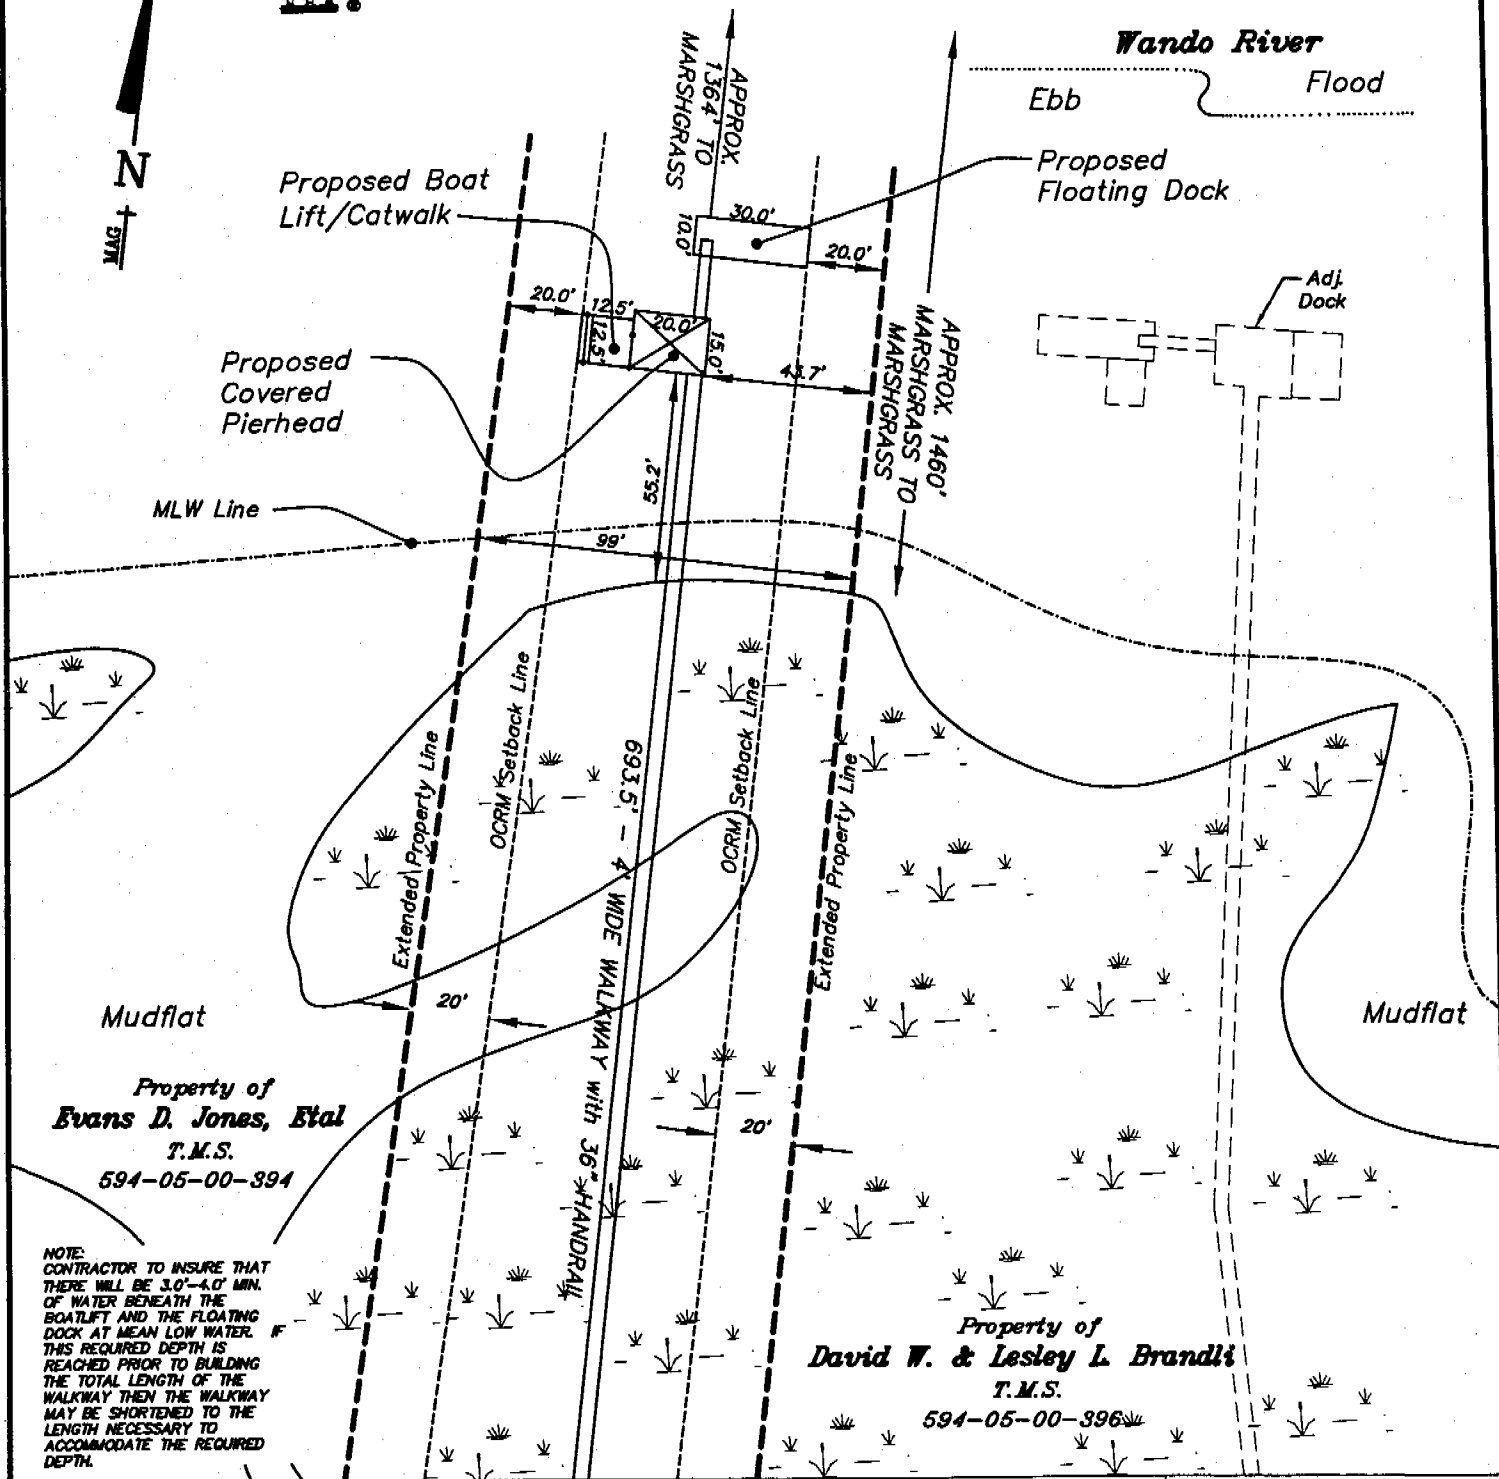 N
MAG
Wando River
Ebb
Flood
APPROX.
1364' TO
MARSHGRASS
Proposed Boat
Lift/Catwalk
Proposed
Floating Dock
30.0'
10.0'
20.0'
Adj.
Dock
20.0'
12.5'
12.5'
20.0'
15.0'
43.7'
APPROX. 1460'
MARSHGRASS TO
MARSHGRASS
Proposed
Covered
Pierhead
55.2'
MLW Line
99'
Extended Property Line
OCRM Setback Line
693.5' - 4' WIDE WALKWAY with 36" HANDRAIL
OCRM Setback Line
Extended Property Line
20'
20'
Mudflat
Mudflat
Property of
Evans D. Jones, Etal
T.M.S.
594-05-00-394
NOTE:
CONTRACTOR TO INSURE THAT
THERE WILL BE 3.0'-4.0' MIN.
OF WATER BENEATH THE
BOATLIFT AND THE FLOATING
DOCK AT MEAN LOW WATER. IF
THIS REQUIRED DEPTH IS
REACHED PRIOR TO BUILDING
THE TOTAL LENGTH OF THE
WALKWAY THEN THE WALKWAY
MAY BE SHORTENED TO THE
LENGTH NECESSARY TO
ACCOMMODATE THE REQUIRED
DEPTH.
Property of
David W. & Lesley L. Brandli
T.M.S.
594-05-00-396